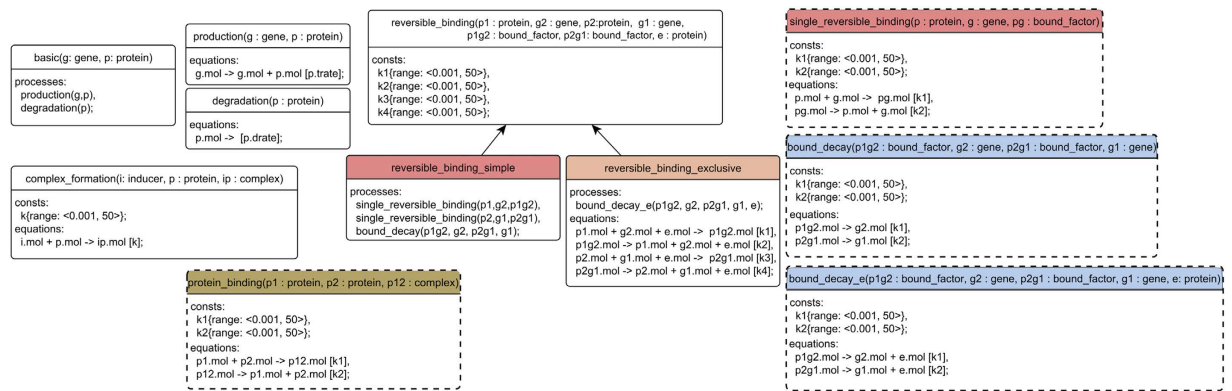 basic(g: gene, p: protein)
processes:
production(g,p),
degradation(p);
production(g : gene, p : protein)
equations:
g.mol -> g.mol + p.mol [p.trate];
degradation(p : protein)
equations:
p.mol -> [p.drate];
complex_formation(i: inducer, p : protein, ip : complex)
consts:
k{range: <0.001, 50>};
equations:
i.mol + p.mol -> ip.mol [k];
reversible_binding(p1 : protein, g2 : gene, p2:protein, g1 : gene,
p1g2 : bound_factor, p2g1: bound_factor, e : protein)
consts:
k1{range: <0.001, 50>},
k2{range: <0.001, 50>},
k3{range: <0.001, 50>},
k4{range: <0.001, 50>};
reversible_binding_simple
processes:
single_reversible_binding(p1,g2,p1g2),
single_reversible_binding(p2,g1,p2g1),
bound_decay(p1g2, g2, p2g1, g1);
reversible_binding_exclusive
processes:
bound_decay_e(p1g2, g2, p2g1, g1, e);
equations:
p1.mol + g2.mol + e.mol -> p1g2.mol [k1],
p1g2.mol -> p1.mol + g2.mol + e.mol [k2],
p2.mol + g1.mol + e.mol -> p2g1.mol [k3],
p2g1.mol -> p2.mol + g1.mol + e.mol [k4];
protein_binding(p1 : protein, p2 : protein, p12 : complex)
consts:
k1{range: <0.001, 50>},
k2{range: <0.001, 50>};
equations:
p1.mol + p2.mol -> p12.mol [k1],
p12.mol -> p1.mol + p2.mol [k2];
single_reversible_binding(p : protein, g : gene, pg : bound_factor)
consts:
k1{range: <0.001, 50>},
k2{range: <0.001, 50>};
equations:
p.mol + g.mol -> pg.mol [k1],
pg.mol -> p.mol + g.mol [k2];
bound_decay(p1g2 : bound_factor, g2 : gene, p2g1 : bound_factor, g1 : gene)
consts:
k1{range: <0.001, 50>},
k2{range: <0.001, 50>};
equations:
p1g2.mol -> g2.mol [k1],
p2g1.mol -> g1.mol [k2];
bound_decay_e(p1g2 : bound_factor, g2 : gene, p2g1 : bound_factor, g1 : gene, e: protein)
consts:
k1{range: <0.001, 50>},
k2{range: <0.001, 50>};
equations:
p1g2.mol -> g2.mol + e.mol [k1],
p2g1.mol -> g1.mol + e.mol [k2];